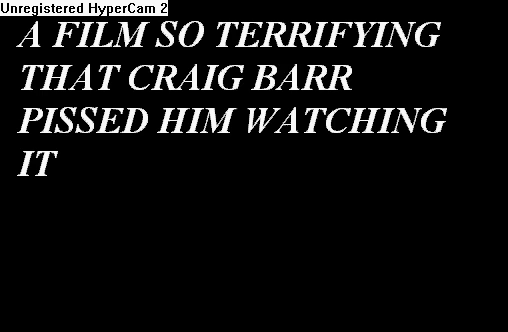 Unregistered HyperCam 2
A FILM SO TERRIFYING
THAT CRAIG BARR
PISSED HIM WATCHING
IT